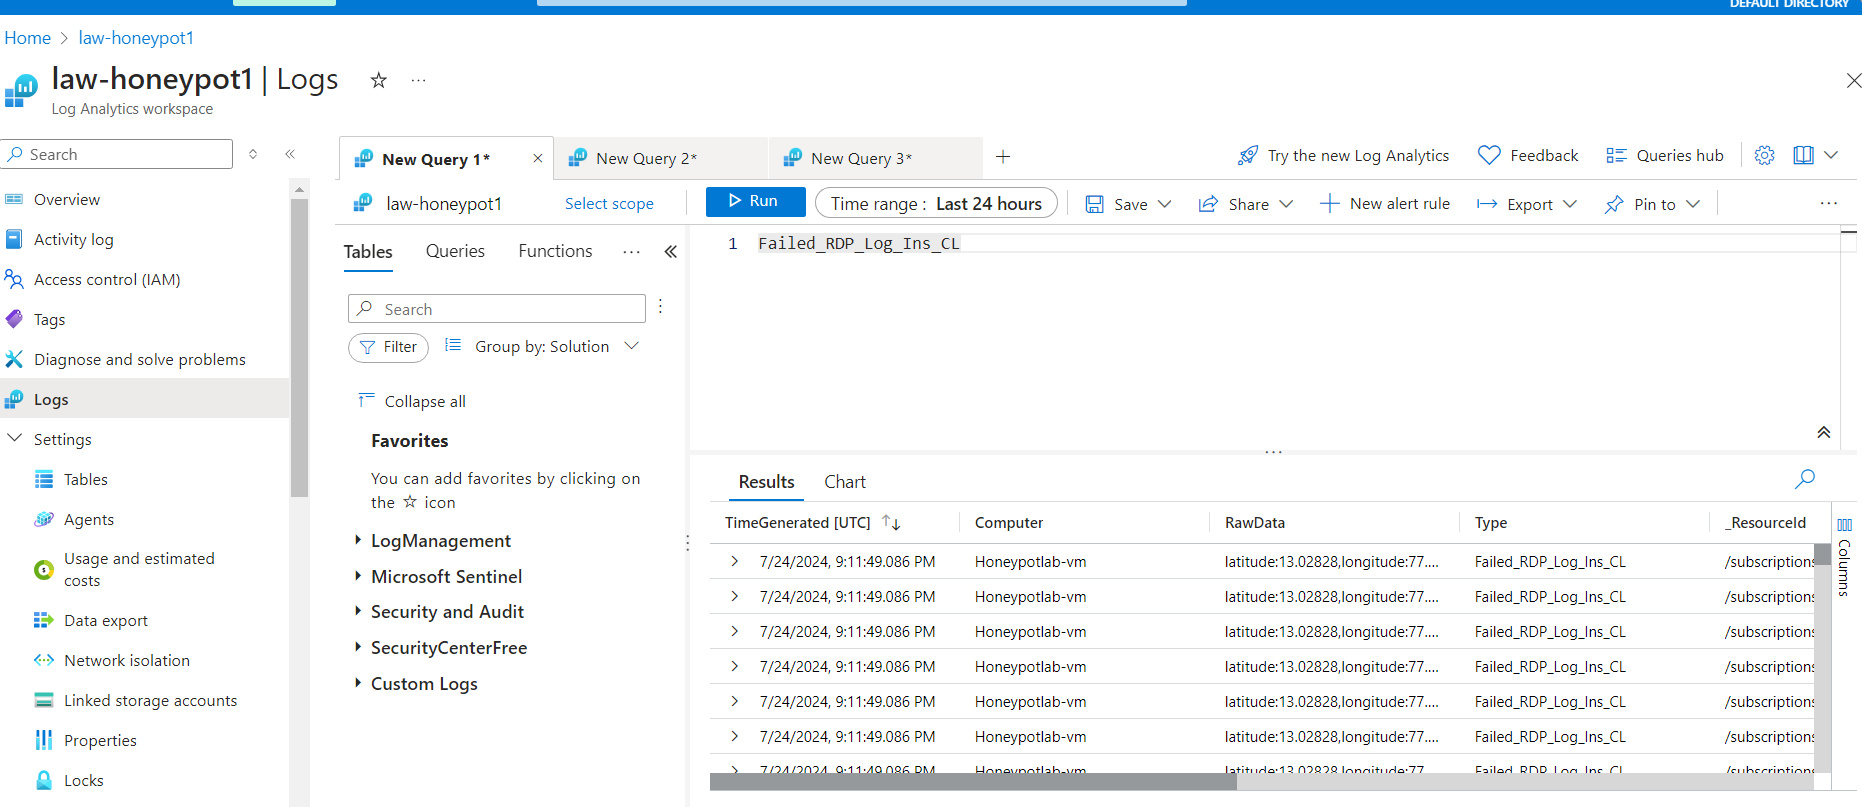 DEFAULT DIRECTORY
Home > law-honeypot1
law-honeypot1 | Logs
Log Analytics workspace
Search
Overview
Activity log
Access control (IAM)
Tags
Diagnose and solve problems
Logs
Settings
Tables
Agents
Usage and estimated
costs
Data export
Network isolation
Linked storage accounts
Properties
Locks
New Query 1*
New Query 2*
New Query 3*
Try the new Log Analytics
Feedback
Queries hub
law-honeypot1
Select scope
Run
Time range : Last 24 hours
Save
Share
New alert rule
Export
Pin to
Tables
Queries
Functions
Search
Filter
Group by: Solution
Collapse all
Favorites
You can add favorites by clicking on
the ☆ icon
LogManagement
Microsoft Sentinel
Security and Audit
SecurityCenterFree
Custom Logs
1 Failed_RDP_Log_Ins_CL
Results
Chart
TimeGenerated [UTC] Computer RawData Type _ResourceId
7/24/2024, 9:11:49.086 PM Honeypotlab-vm latitude:13.02828,longitude:77.... Failed_RDP_Log_Ins_CL /subscriptions
7/24/2024, 9:11:49.086 PM Honeypotlab-vm latitude:13.02828,longitude:77.... Failed_RDP_Log_Ins_CL /subscriptions
7/24/2024, 9:11:49.086 PM Honeypotlab-vm latitude:13.02828,longitude:77.... Failed_RDP_Log_Ins_CL /subscriptions
7/24/2024, 9:11:49.086 PM Honeypotlab-vm latitude:13.02828,longitude:77.... Failed_RDP_Log_Ins_CL /subscriptions
7/24/2024, 9:11:49.086 PM Honeypotlab-vm latitude:13.02828,longitude:77.... Failed_RDP_Log_Ins_CL /subscriptions
7/24/2024, 9:11:49.086 PM Honeypotlab-vm latitude:13.02828,longitude:77.... Failed_RDP_Log_Ins_CL /subscriptions
7/24/2024, 9:11:49.086 PM Honeypotlab-vm latitude:13.02828,longitude:77.... Failed_RDP_Log_Ins_CL /subscriptions
Columns